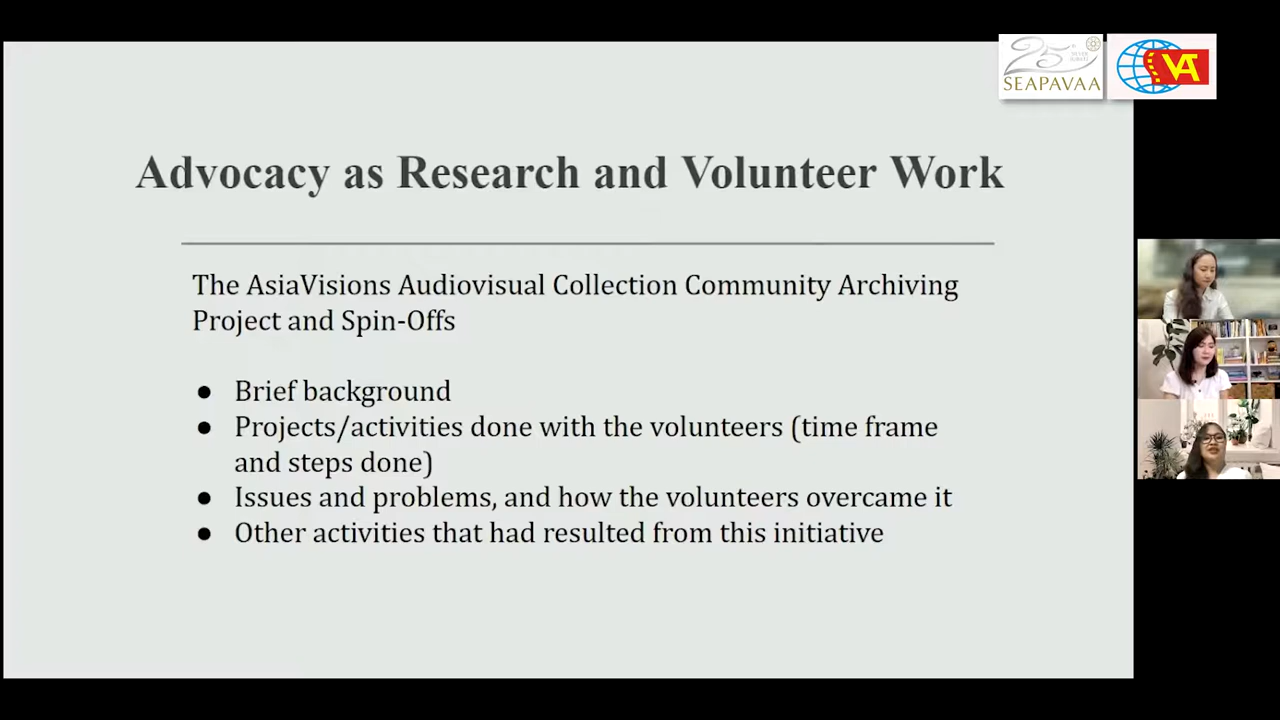 25
SEAPAVAA
VAT
Advocacy as Research and Volunteer Work
The AsiaVisions Audiovisual Collection Community Archiving
Project and Spin-Offs
● Brief background
● Projects/activities done with the volunteers (time frame
and steps done)
● Issues and problems, and how the volunteers overcame it
● Other activities that had resulted from this initiative